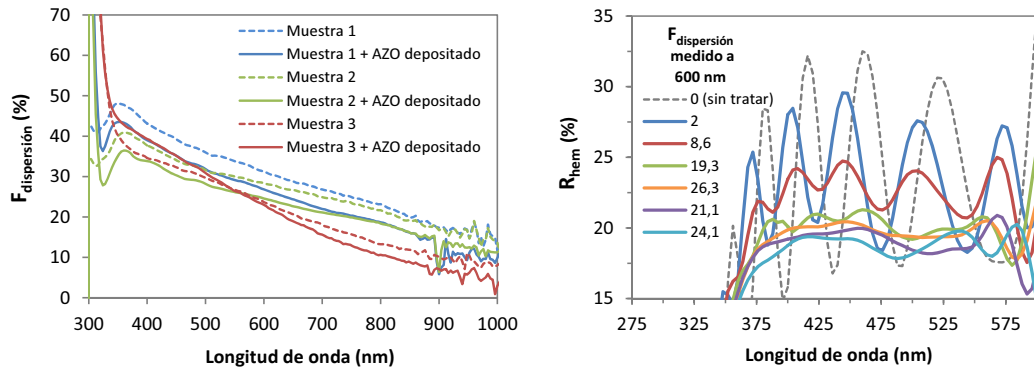 70
60
50
40
30
20
10
0
F dispersión (%)
Muestra 1
Muestra 1 + AZO depositado
Muestra 2
Muestra 2 + AZO depositado
Muestra 3
Muestra 3 + AZO depositado
300 400 500 600 700 800 900 1000
Longitud de onda (nm)
35
30
25
20
15
R hem (%)
F dispersión
medido a
600 nm
0 (sin tratar)
2
8,6
19,3
26,3
21,1
24,1
275 325 375 425 475 525 575
Longitud de onda (nm)